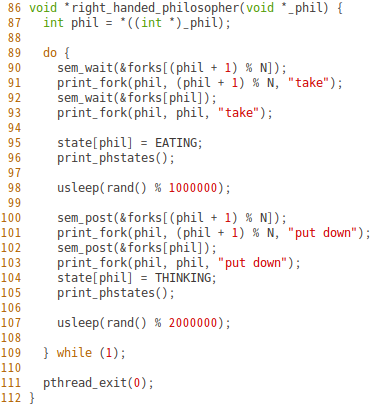 86 void *right_handed_philosopher(void *_phil) {
87   int phil = *((int *)_phil);
88
89   do {
90     sem_wait(&forks[(phil + 1) % N]);
91     print_fork(phil, (phil + 1) % N, "take");
92     sem_wait(&forks[phil]);
93     print_fork(phil, phil, "take");
94
95     state[phil] = EATING;
96     print_phstates();
97
98     usleep(rand() % 1000000);
99
100     sem_post(&forks[(phil + 1) % N]);
101     print_fork(phil, (phil + 1) % N, "put down");
102     sem_post(&forks[phil]);
103     print_fork(phil, phil, "put down");
104     state[phil] = THINKING;
105     print_phstates();
106
107     usleep(rand() % 2000000);
108
109   } while (1);
110
111   pthread_exit(0);
112 }